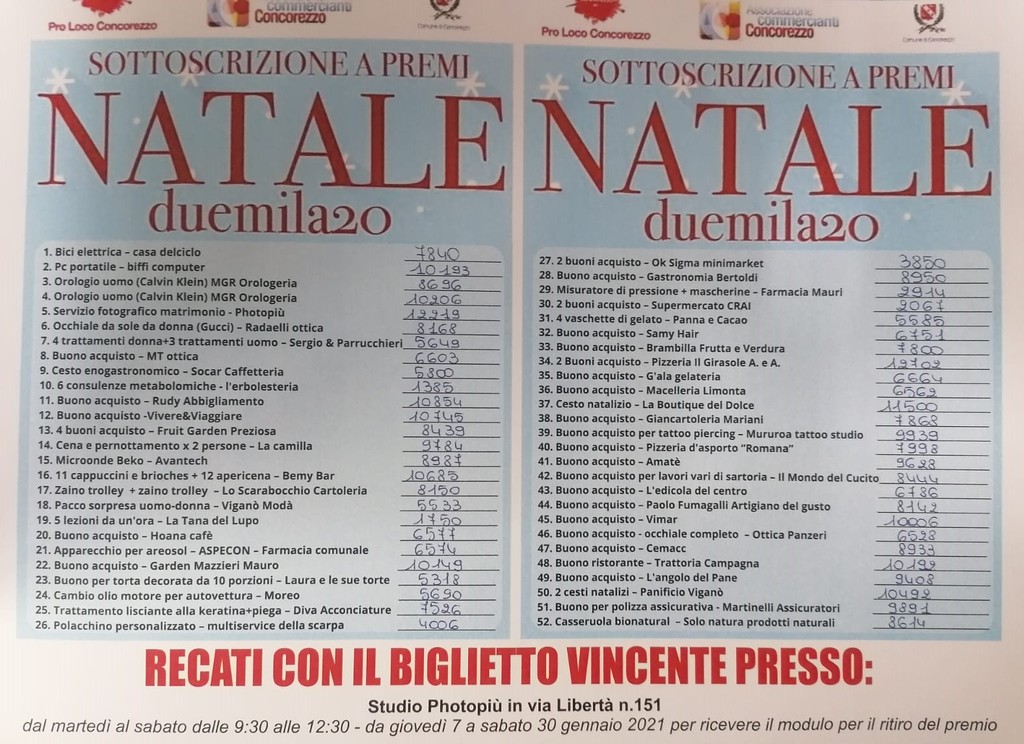 Pro Loco Concorezzo
commercianti
Concorezzo
Comune di Concorezzo
SOTTOSCRIZIONE A PREMI
NATALE
duemila20
1. Bici elettrica – casa delciclo 7840
2. Pc portatile – biffi computer 10193
3. Orologio uomo (Calvin Klein) MGR Orologeria 8696
4. Orologio uomo (Calvin Klein) MGR Orologeria 10206
5. Servizio fotografico matrimonio - Photopiù 12219
6. Occhiale da sole da donna (Gucci) – Radaelli ottica 8168
7. 4 trattamenti donna+3 trattamenti uomo – Sergio & Parrucchieri 5649
8. Buono acquisto – MT ottica 6603
9. Cesto enogastronomico – Socar Caffetteria 5800
10. 6 consulenze metabolomiche - l'erbolesteria 1385
11. Buono acquisto – Rudy Abbigliamento 10854
12. Buono acquisto -Vivere&Viaggiare 10745
13. 4 buoni acquisto – Fruit Garden Preziosa 8439
14. Cena e pernottamento x 2 persone – La camilla 9784
15. Microonde Beko – Avantech 8987
16. 11 cappuccini e brioches + 12 apericena – Bemy Bar 10685
17. Zaino trolley + zaino trolley – Lo Scarabocchio Cartoleria 8150
18. Pacco sorpresa uomo-donna – Viganò Modà 5533
19. 5 lezioni da un'ora – La Tana del Lupo 1750
20. Buono acquisto – Hoana cafè 6577
21. Apparecchio per areosol – ASPECON – Farmacia comunale 6574
22. Buono acquisto – Garden Mazzieri Mauro 10149
23. Buono per torta decorata da 10 porzioni – Laura e le sue torte 5318
24. Cambio olio motore per autovettura – Moreo 5690
25. Trattamento lisciante alla keratina+piega – Diva Acconciature 7526
26. Polacchino personalizzato – multiservice della scarpa 4006
Pro Loco Concorezzo
Associazione
commercianti
Concorezzo
Comune di Concorezzo
SOTTOSCRIZIONE A PREMI
NATALE
duemila20
27. 2 buoni acquisto – Ok Sigma minimarket 3850
28. Buono Acquisto – Gastronomia Bertoldi 8950
29. Misuratore di pressione + mascherine – Farmacia Mauri 2914
30. 2 buoni acquisto – Supermercato CRAI 2067
31. 4 vaschette di gelato – Panna e Cacao 5585
32. Buono Acquisto – Samy Hair 6751
33. Buono acquisto – Brambilla Frutta e Verdura 7800
34. 2 Buoni acquisto – Pizzeria Il Girasole A. e A. 12702
35. Buono acquisto – G'ala gelateria 6664
36. Buono acquisto – Macelleria Limonta 6562
37. Cesto natalizio – La Boutique del Dolce 11500
38. Buono acquisto – Giancartoleria Mariani 7868
39. Buono acquisto per tattoo piercing – Mururoa tattoo studio 9939
40. Buono acquisto – Pizzeria d'asporto “Romana” 7998
41. Buono acquisto – Amatè 9628
42. Buono acquisto per lavori vari di sartoria – Il Mondo del Cucito 8444
43. Buono acquisto – L'edicola del centro 6786
44. Buono acquisto – Paolo Fumagalli Artigiano del gusto 8142
45. Buono acquisto – Vimar 10006
46. Buono acquisto - occhiale completo – Ottica Panzeri 6528
47. Buono acquisto – Cemacc 8933
48. Buono ristorante – Trattoria Campagna 10192
49. Buono acquisto – L'angolo del Pane 9408
50. 2 cesti natalizi – Panificio Viganò 10492
51. Buono per polizza assicurativa - Martinelli Assicuratori 9891
52. Casseruola bionatural – Solo natura prodotti naturali 8614
RECATI CON IL BIGLIETTO VINCENTE PRESSO:
Studio Photopiù in via Libertà n.151
dal martedì al sabato dalle 9:30 alle 12:30 - da giovedì 7 a sabato 30 gennaio 2021 per ricevere il modulo per il ritiro del premio